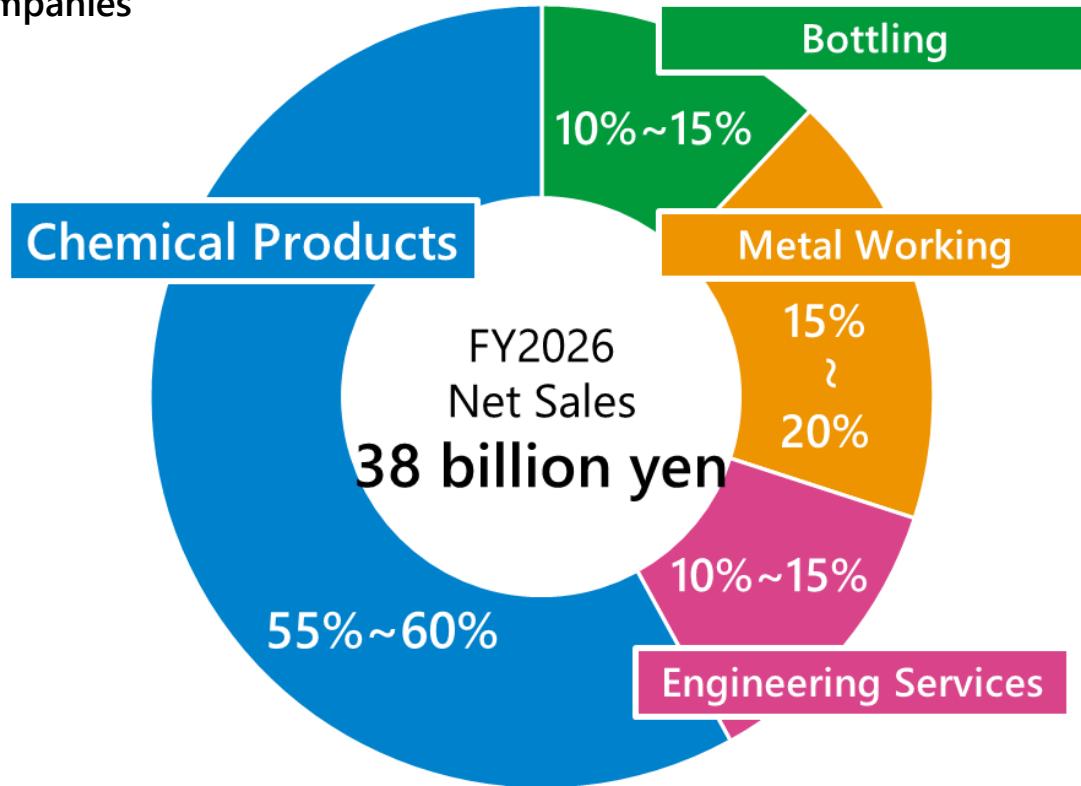 Bottling
10%~15%
Chemical Products
Metal Working
15%
~
20%
FY2026
Net Sales
38 billion yen
10%~15%
55%~60%
Engineering Services